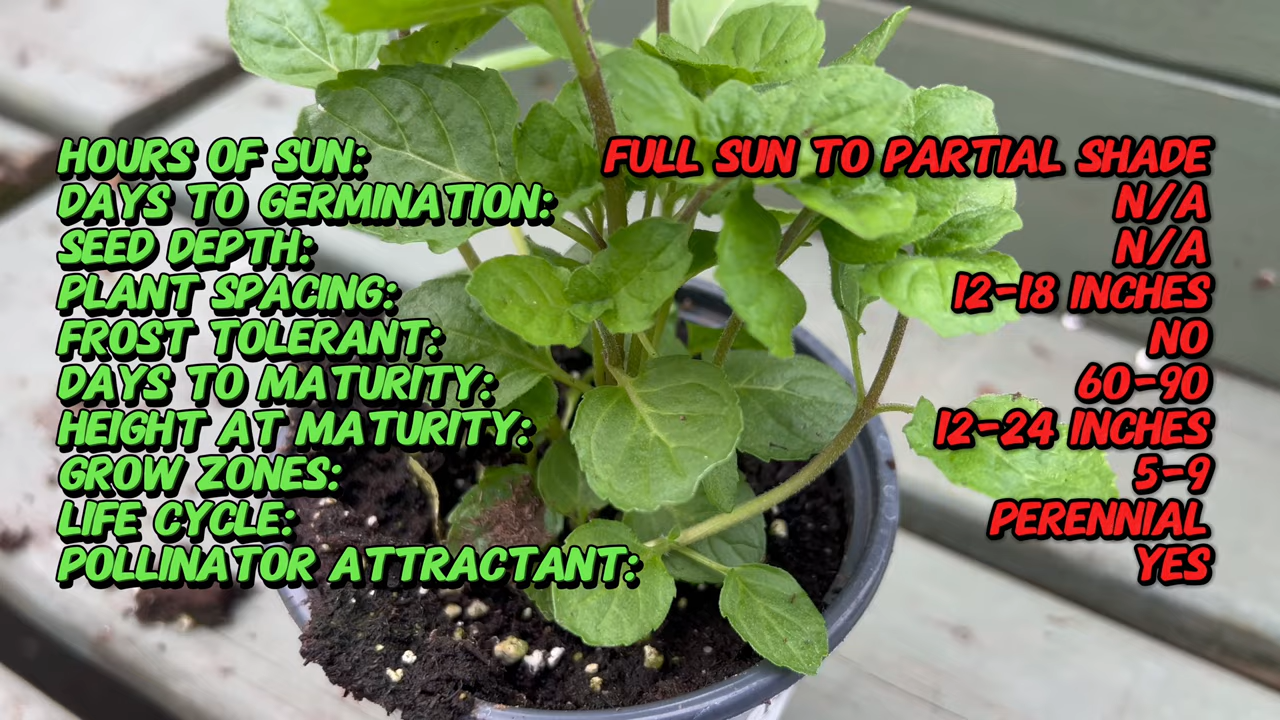 HOURS OF SUN: FULL SUN TO PARTIAL SHADE
DAYS TO GERMINATION: N/A
SEED DEPTH: N/A
PLANT SPACING: 12-18 INCHES
FROST TOLERANT: NO
DAYS TO MATURITY: 60-90
HEIGHT AT MATURITY: 12-24 INCHES
GROW ZONES: 5-9
LIFE CYCLE: PERENNIAL
POLLINATOR ATTRACTANT: YES